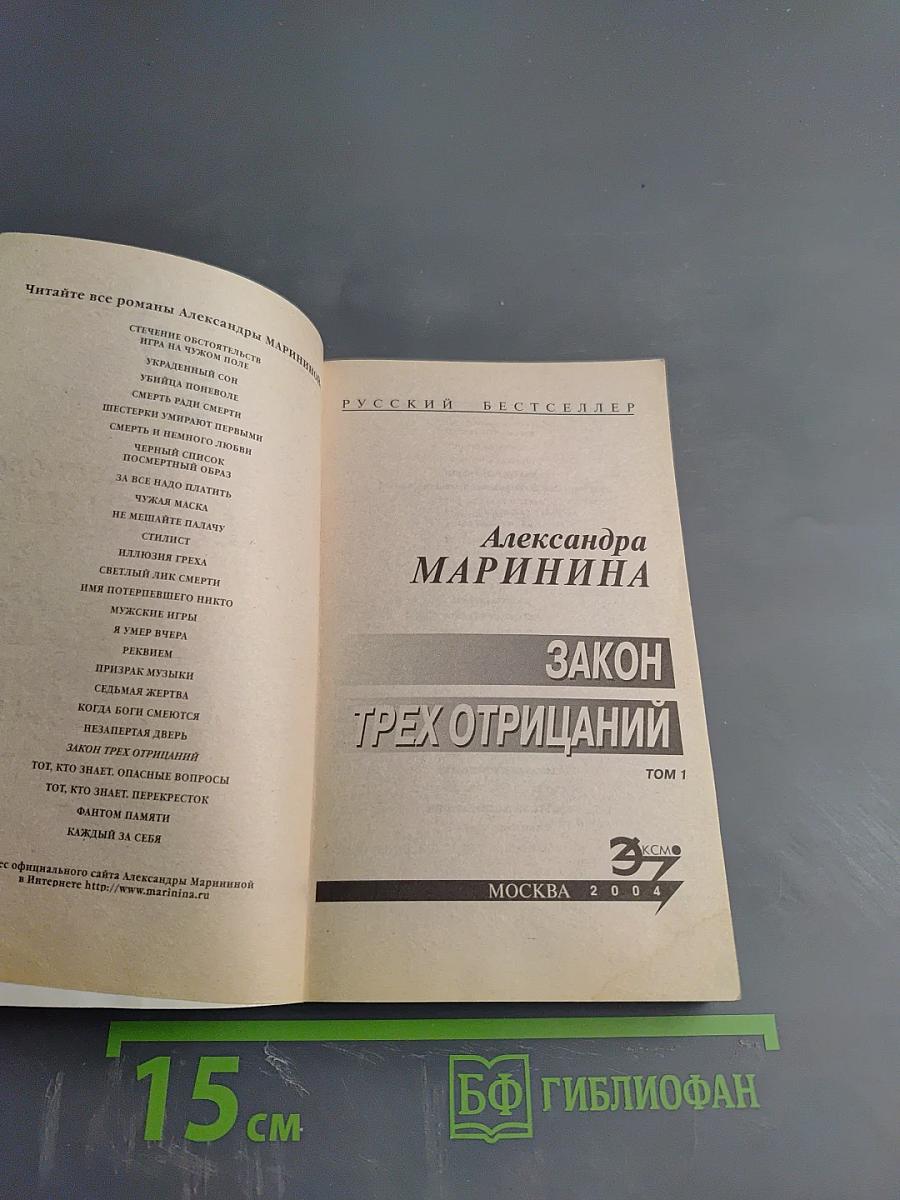 Читайте все романы Александры МАРИНИНОЙ
СТЕЧЕНИЕ ОБСТОЯТЕЛЬСТВ
ИГРА НА ЧУЖОМ ПОЛЕ
УКРАДЕННЫЙ СОН
УБИЙЦА ПОНЕВОЛЕ
СМЕРТЬ РАДИ СМЕРТИ
ШЕСТЕРКИ УМИРАЮТ ПЕРВЫМИ
СМЕРТЬ И НЕМНОГО ЛЮБВИ
ЧЕРНЫЙ СПИСОК
ПОСМЕРТНЫЙ ОБРАЗ
ЗА ВСЕ НАДО ПЛАТИТЬ
ЧУЖАЯ МАСКА
НЕ МЕШАЙТЕ ПАЛАЧУ
СТИЛИСТ
ИЛЛЮЗИЯ ГРЕХА
СВЕТЛЫЙ ЛИК СМЕРТИ
ИМЯ ПОТЕРПЕВШЕГО НИКТО
МУЖСКИЕ ИГРЫ
Я УМЕР ВЧЕРА
РЕКВИЕМ
ПРИЗРАК МУЗЫКИ
СЕДЬМАЯ ЖЕРТВА
КОГДА БОГИ СМЕЮТСЯ
НЕЗАПЕРТАЯ ДВЕРЬ
ЗАКОН ТРЕХ ОТРИЦАНИЙ
ТОТ, КТО ЗНАЕТ. ОПАСНЫЕ ВОПРОСЫ
ТОТ, КТО ЗНАЕТ. ПЕРЕКРЕСТОК
ФАНТОМ ПАМЯТИ
КАЖДЫЙ ЗА СЕБЯ
ес официального сайта Александры Марининой
в Интернете http://www.marinina.ru
РУССКИЙ БЕСТСЕЛЛЕР
Александра
МАРИНИНА
ЗАКОН
ТРЕХ ОТРИЦАНИЙ
ТОМ 1
ЭКСМО
МОСКВА 2004
15 см
БФ ГИБЛИОФАН